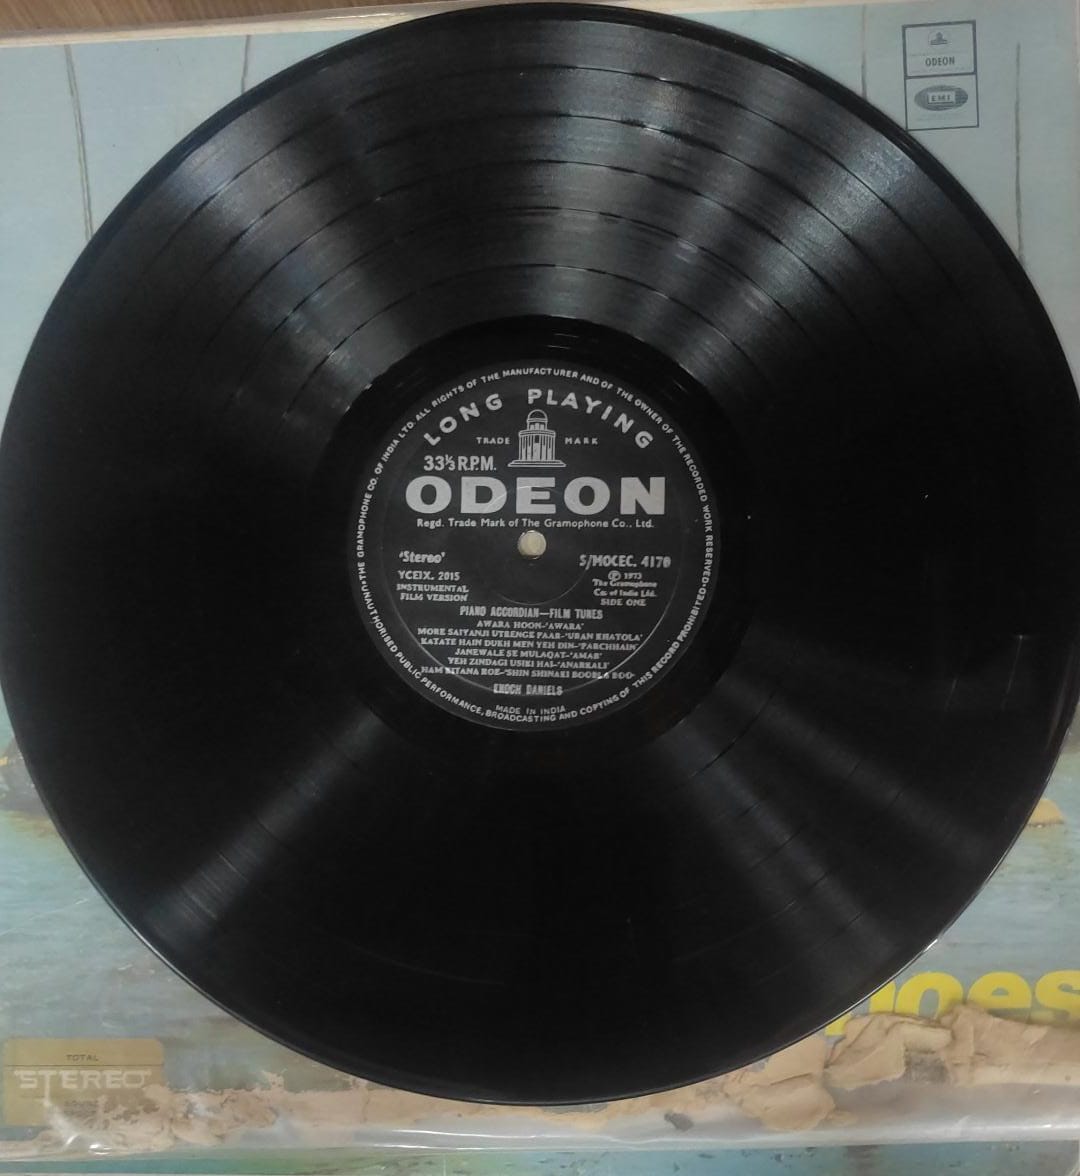 ODEON
EMI
UNAUTHORISED PUBLIC PERFORMANCE, BROADCASTING AND COPYING OF THIS RECORD PROHIBITED·
THE GRAMOPHONE CO. OF INDIA LTD. ALL RIGHTS OF THE MANUFACTURER AND OF THE OWNER OF THE RECORDED WORK RESERVED·
LONG PLAYING
TRADE MARK
33⅓ R.P.M.
ODEON
Regd. Trade Mark of The Gramophone Co., Ltd.
'Stereo' S/MOCEC. 4170
YCEIX. 2015 ℗ 1973
INSTRUMENTAL The Gramophone
FILM VERSION Co. of India Ltd.
SIDE ONE
PIANO ACCORDIAN—FILM TUNES
AWARA HOON-'AWARA'
MORE SAIYANJI UTRENGE PAAR-'URAN KHATOLA'
KATATE HAIN DUKH MEN YEH DIN-'PARCHHAIN'
JANEWALE SE MULAQAT-'AMAR'
YEH ZINDAGI USIKI HAI-'ANARKALI'
HAM KITANA ROE-'SHIN SHINAKI BOOBLA BOO'
ENOCH DANIELS
MADE IN INDIA
oes
TOTAL
STEREO